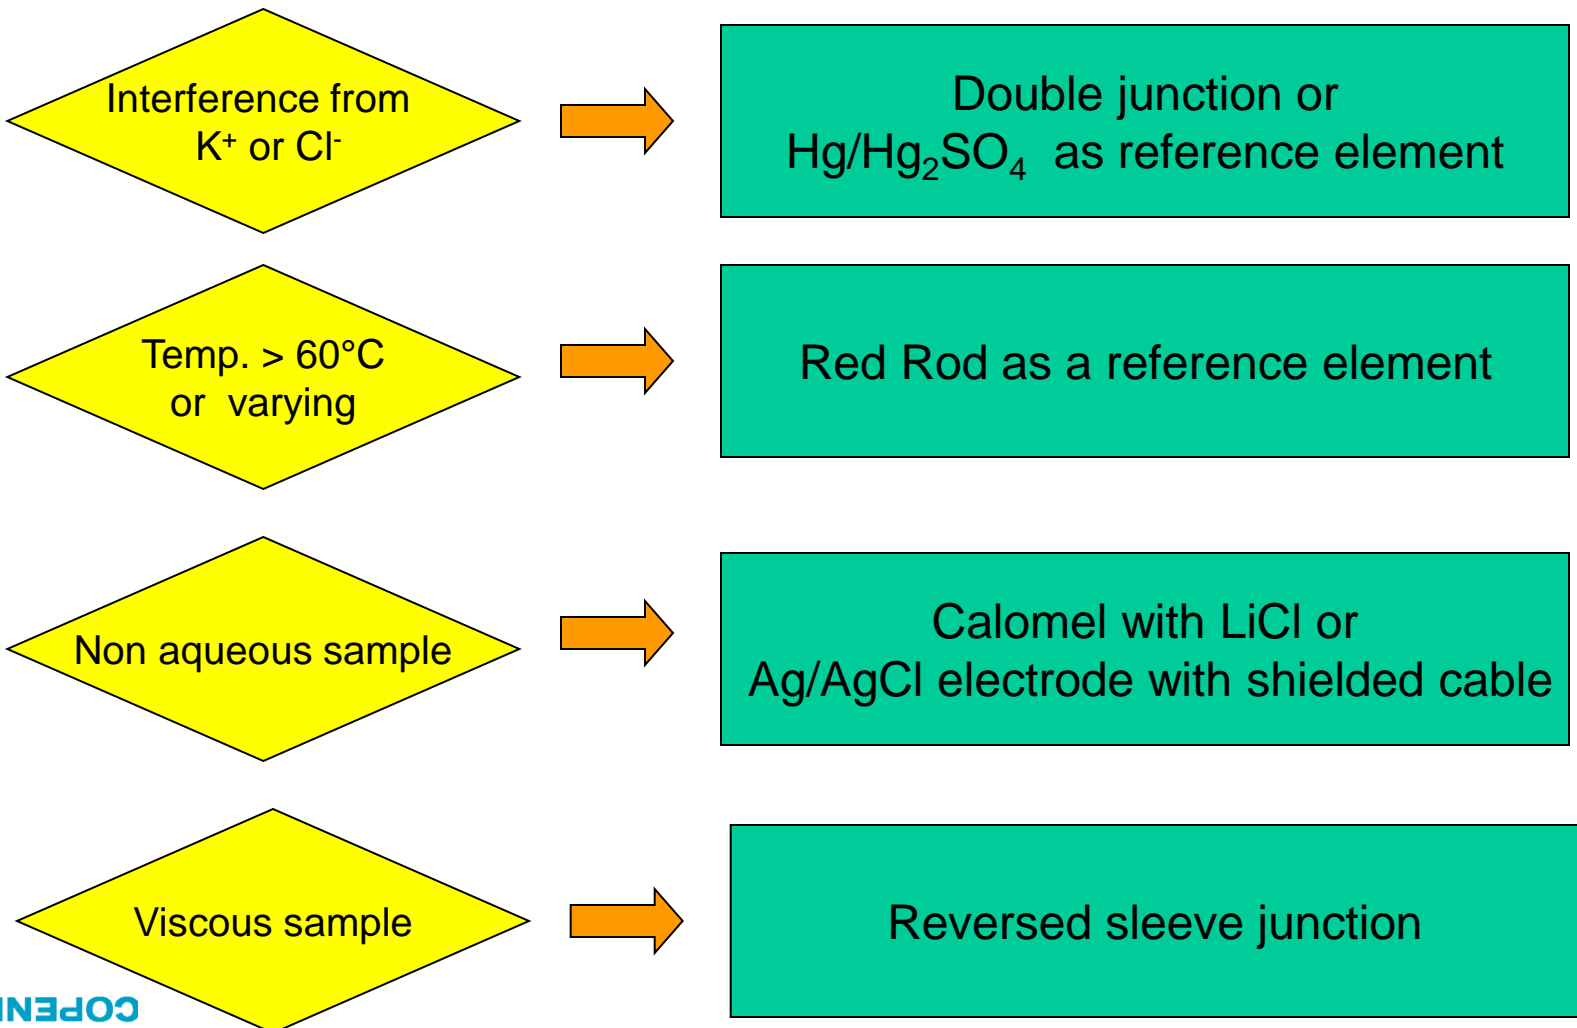 Interference from
K⁺ or Cl⁻
Double junction or
Hg/Hg₂SO₄ as reference element
Temp. > 60°C
or varying
Red Rod as a reference element
Non aqueous sample
Calomel with LiCl or
Ag/AgCl electrode with shielded cable
Viscous sample
Reversed sleeve junction